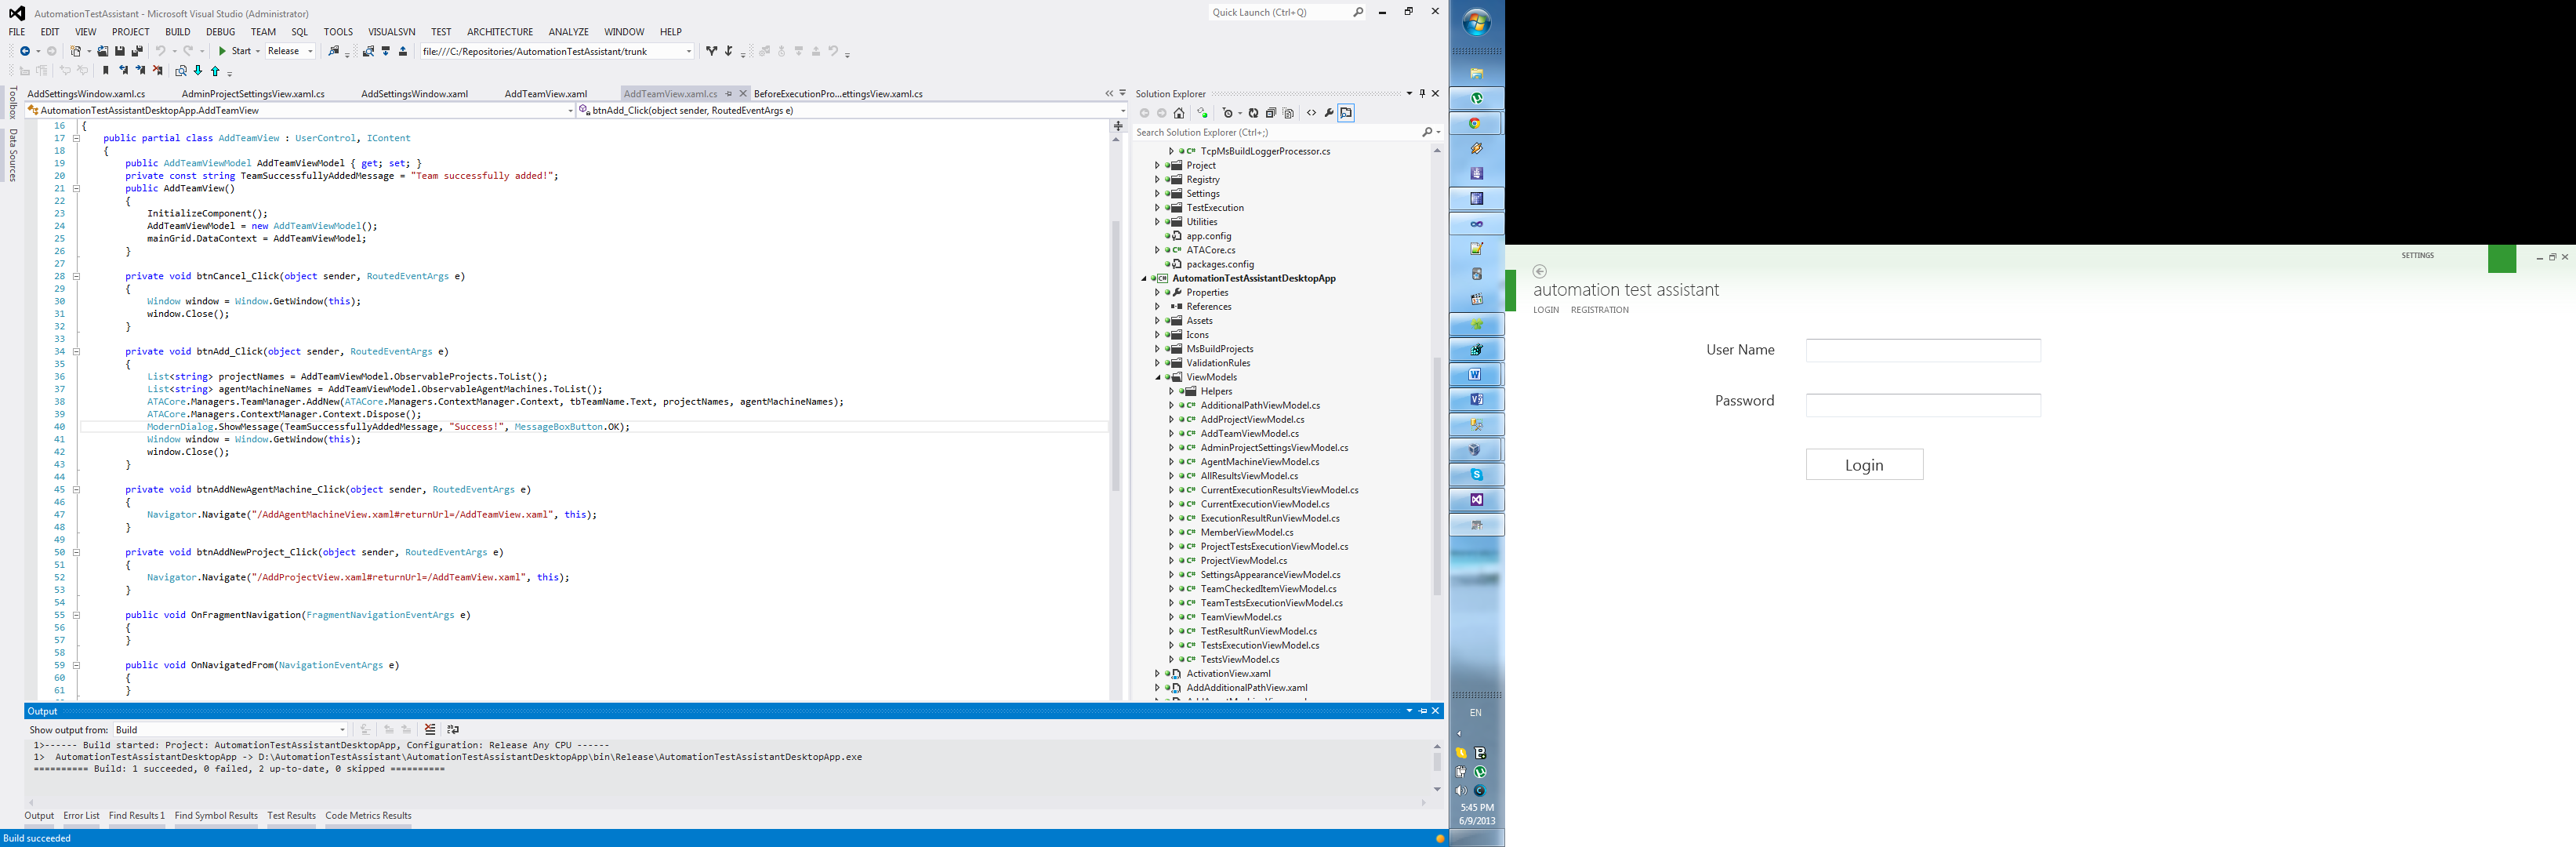 AutomationTestAssistant - Microsoft Visual Studio (Administrator)
Quick Launch (Ctrl+Q)
FILE EDIT VIEW PROJECT BUILD DEBUG TEAM SQL TOOLS VISUALSVN TEST ARCHITECTURE ANALYZE WINDOW HELP
Start Release file:///C:/Repositories/AutomationTestAssistant/trunk
Toolbox
Data Sources
AddSettingsWindow.xaml.cs AdminProjectSettingsView.xaml.cs AddSettingsWindow.xaml AddTeamView.xaml AddTeamView.xaml.cs BeforeExecutionPro...ettingsView.xaml.cs
AutomationTestAssistantDesktopApp.AddTeamView btnAdd_Click(object sender, RoutedEventArgs e)
16 {
17 public partial class AddTeamView : UserControl, IContent
18 {
19 public AddTeamViewModel AddTeamViewModel { get; set; }
20 private const string TeamSuccessfullyAddedMessage = "Team successfully added!";
21 public AddTeamView()
22 {
23 InitializeComponent();
24 AddTeamViewModel = new AddTeamViewModel();
25 mainGrid.DataContext = AddTeamViewModel;
26 }
27
28 private void btnCancel_Click(object sender, RoutedEventArgs e)
29 {
30 Window window = Window.GetWindow(this);
31 window.Close();
32 }
33
34 private void btnAdd_Click(object sender, RoutedEventArgs e)
35 {
36 List<string> projectNames = AddTeamViewModel.ObservableProjects.ToList();
37 List<string> agentMachineNames = AddTeamViewModel.ObservableAgentMachines.ToList();
38 ATACore.Managers.TeamManager.AddNew(ATACore.Managers.ContextManager.Context, tbTeamName.Text, projectNames, agentMachineNames);
39 ATACore.Managers.ContextManager.Context.Dispose();
40 ModernDialog.ShowMessage(TeamSuccessfullyAddedMessage, "Success!", MessageBoxButton.OK);
41 Window window = Window.GetWindow(this);
42 window.Close();
43 }
44
45 private void btnAddNewAgentMachine_Click(object sender, RoutedEventArgs e)
46 {
47 Navigator.Navigate("/AddAgentMachineView.xaml#returnUrl=/AddTeamView.xaml", this);
48 }
49
50 private void btnAddNewProject_Click(object sender, RoutedEventArgs e)
51 {
52 Navigator.Navigate("/AddProjectView.xaml#returnUrl=/AddTeamView.xaml", this);
53 }
54
55 public void OnFragmentNavigation(FragmentNavigationEventArgs e)
56 {
57 }
58
59 public void OnNavigatedFrom(NavigationEventArgs e)
60 {
61 }
Solution Explorer
Search Solution Explorer (Ctrl+;)
TcpMsBuildLoggerProcessor.cs
Project
Registry
Settings
TestExecution
Utilities
app.config
ATACore.cs
packages.config
AutomationTestAssistantDesktopApp
Properties
References
Assets
Icons
MsBuildProjects
ValidationRules
ViewModels
Helpers
AdditionalPathViewModel.cs
AddProjectViewModel.cs
AddTeamViewModel.cs
AdminProjectSettingsViewModel.cs
AgentMachineViewModel.cs
AllResultsViewModel.cs
CurrentExecutionResultsViewModel.cs
CurrentExecutionViewModel.cs
ExecutionResultRunViewModel.cs
MemberViewModel.cs
ProjectTestsExecutionViewModel.cs
ProjectViewModel.cs
SettingsAppearanceViewModel.cs
TeamCheckedItemViewModel.cs
TeamTestsExecutionViewModel.cs
TeamViewModel.cs
TestResultRunViewModel.cs
TestsExecutionViewModel.cs
TestsViewModel.cs
ActivationView.xaml
AddAdditionalPathView.xaml
Output
Show output from: Build
1>------ Build started: Project: AutomationTestAssistantDesktopApp, Configuration: Release Any CPU ------
1> AutomationTestAssistantDesktopApp -> D:\AutomationTestAssistant\AutomationTestAssistantDesktopApp\bin\Release\AutomationTestAssistantDesktopApp.exe
========== Build: 1 succeeded, 0 failed, 2 up-to-date, 0 skipped ==========
Output Error List Find Results 1 Find Symbol Results Test Results Code Metrics Results
Build succeeded
EN
5:45 PM
6/9/2013
SETTINGS
automation test assistant
LOGIN REGISTRATION
User Name
Password
Login